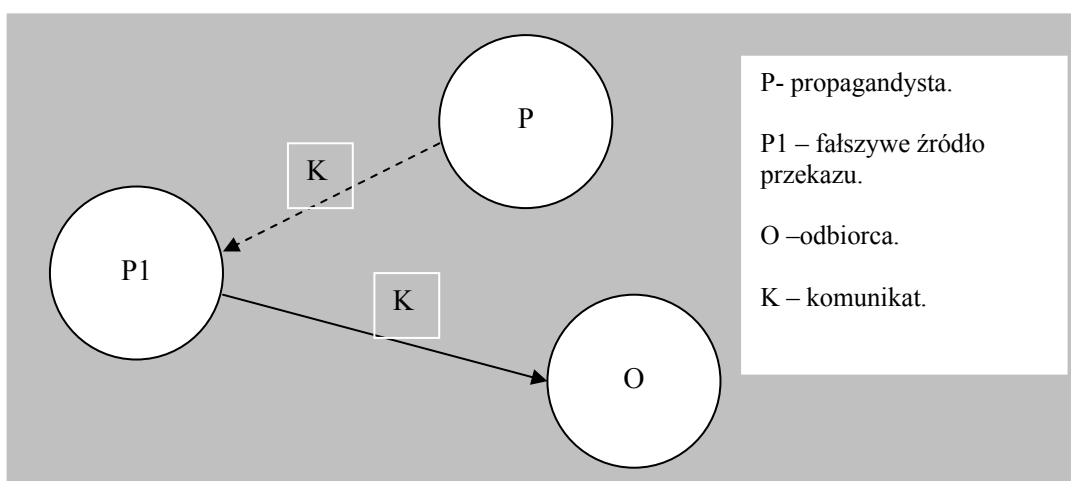 P
K
P1
K
O
P- propagandysta.
P1 – fałszywe źródło
przekazu.
O –odbiorca.
K – komunikat.